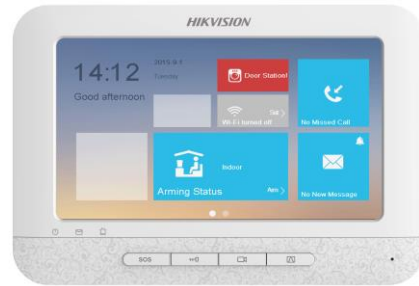 HIKVISION
14:12
2015-9-1
Tuesday
Good afternoon
Door Station1
Set >
Wi-Fi turned off
No Missed Call
Indoor
Arming Status
Arm >
No New Message
SOS